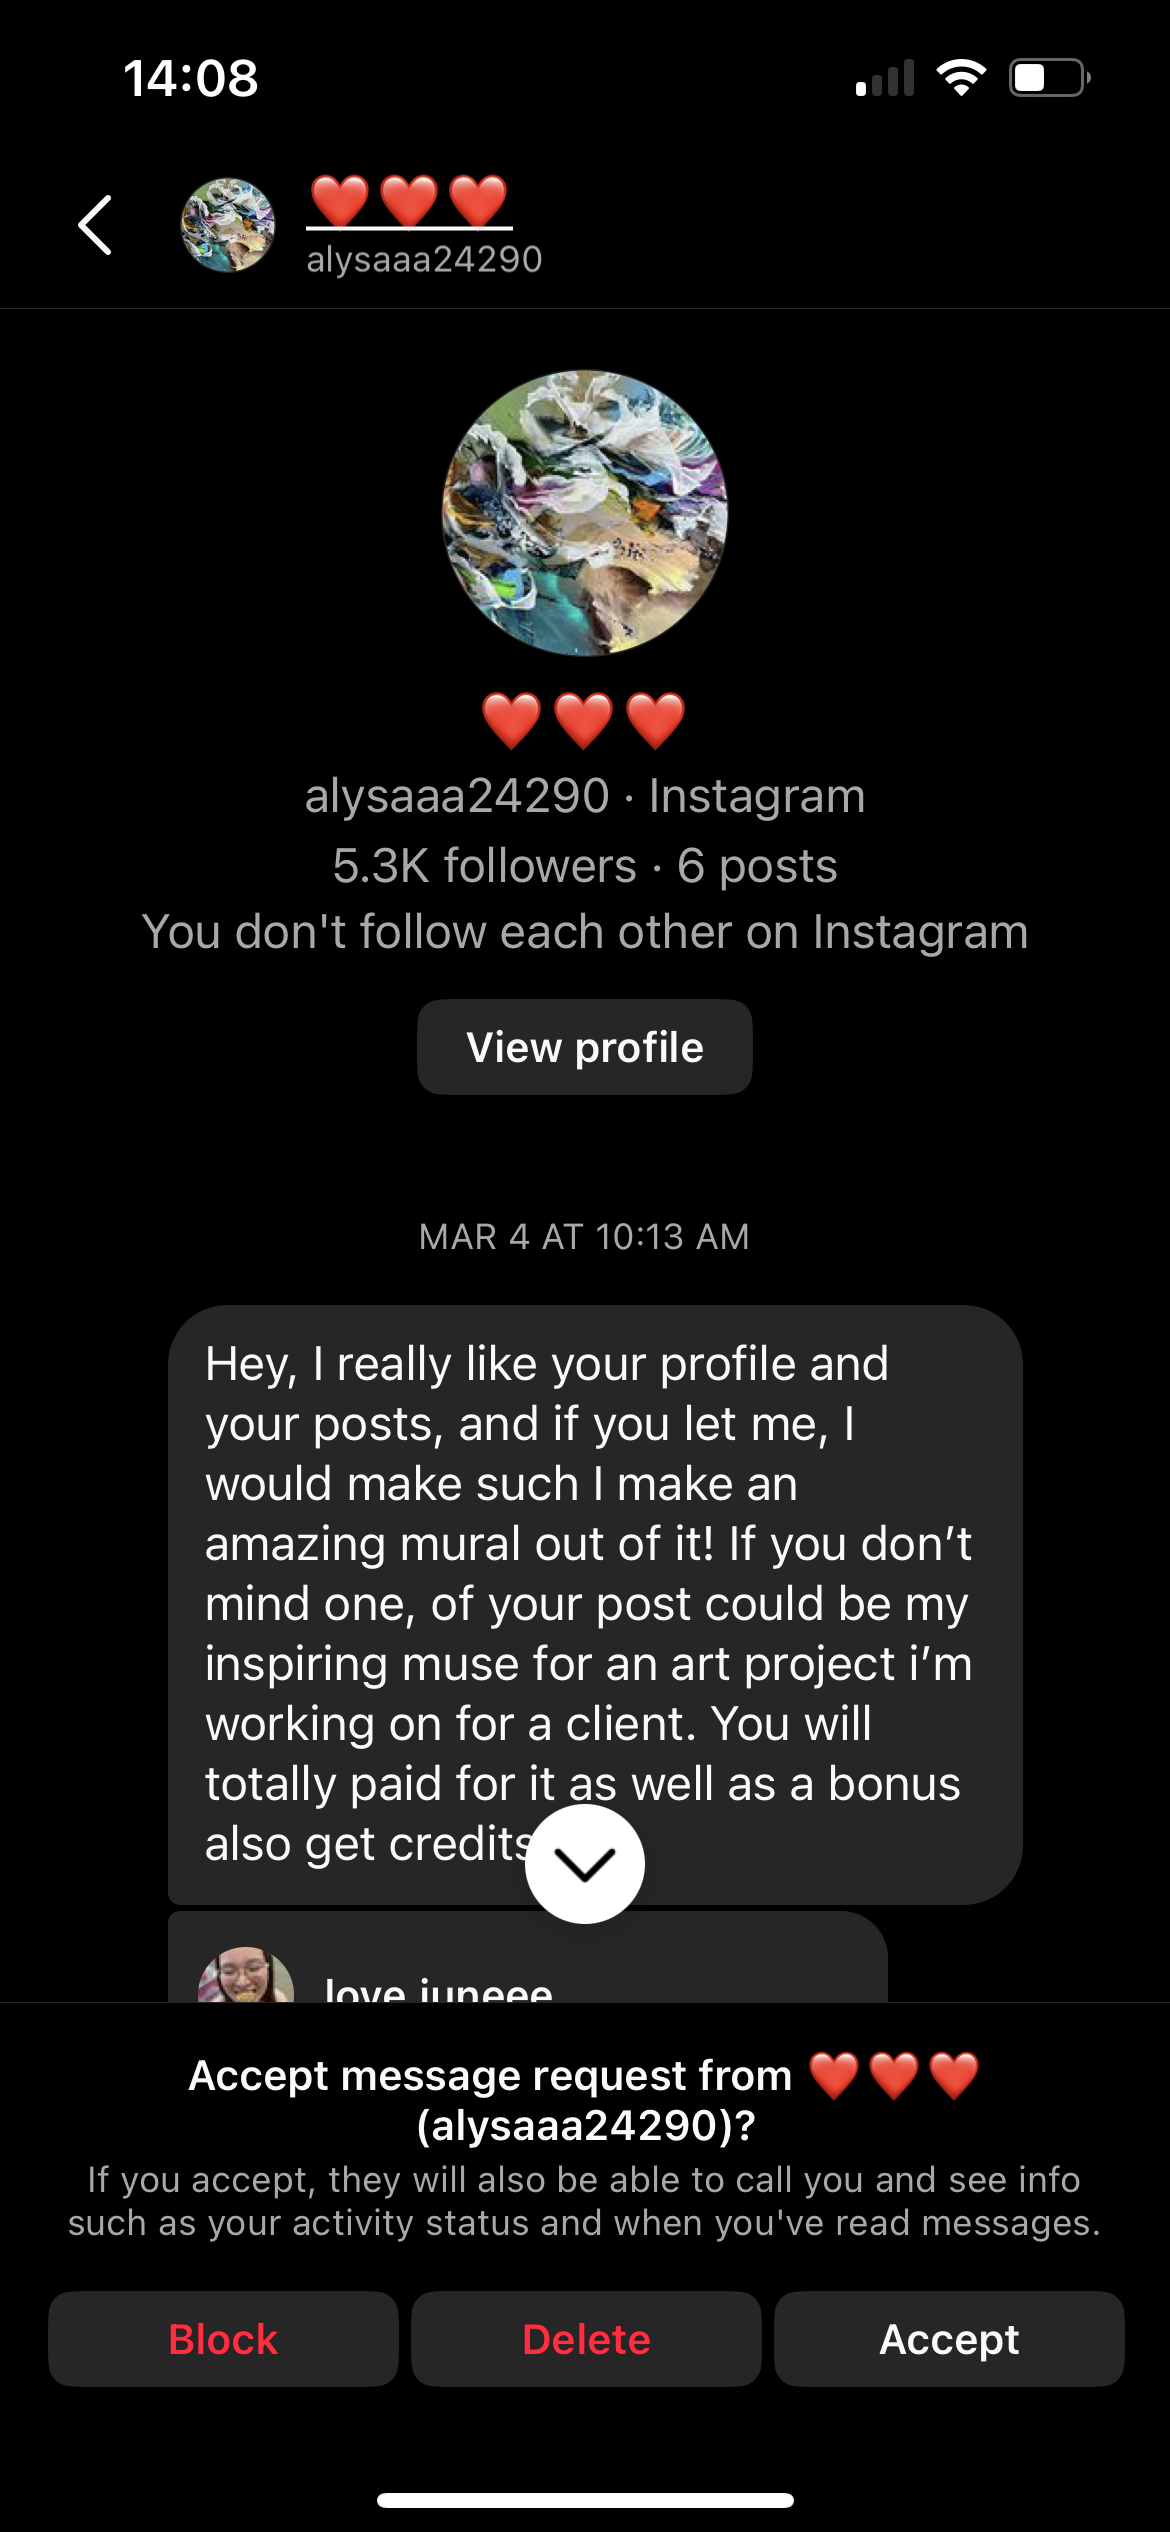 14:08
❤️❤️❤️
alysaaa24290
❤️❤️❤️
alysaaa24290 · Instagram
5.3K followers · 6 posts
You don't follow each other on Instagram
View profile
MAR 4 AT 10:13 AM
Hey, I really like your profile and
your posts, and if you let me, I
would make such I make an
amazing mural out of it! If you don’t
mind one, of your post could be my
inspiring muse for an art project i’m
working on for a client. You will
totally paid for it as well as a bonus
also get credits
love juneee
Accept message request from ❤️❤️❤️
(alysaaa24290)?
If you accept, they will also be able to call you and see info
such as your activity status and when you've read messages.
Block
Delete
Accept